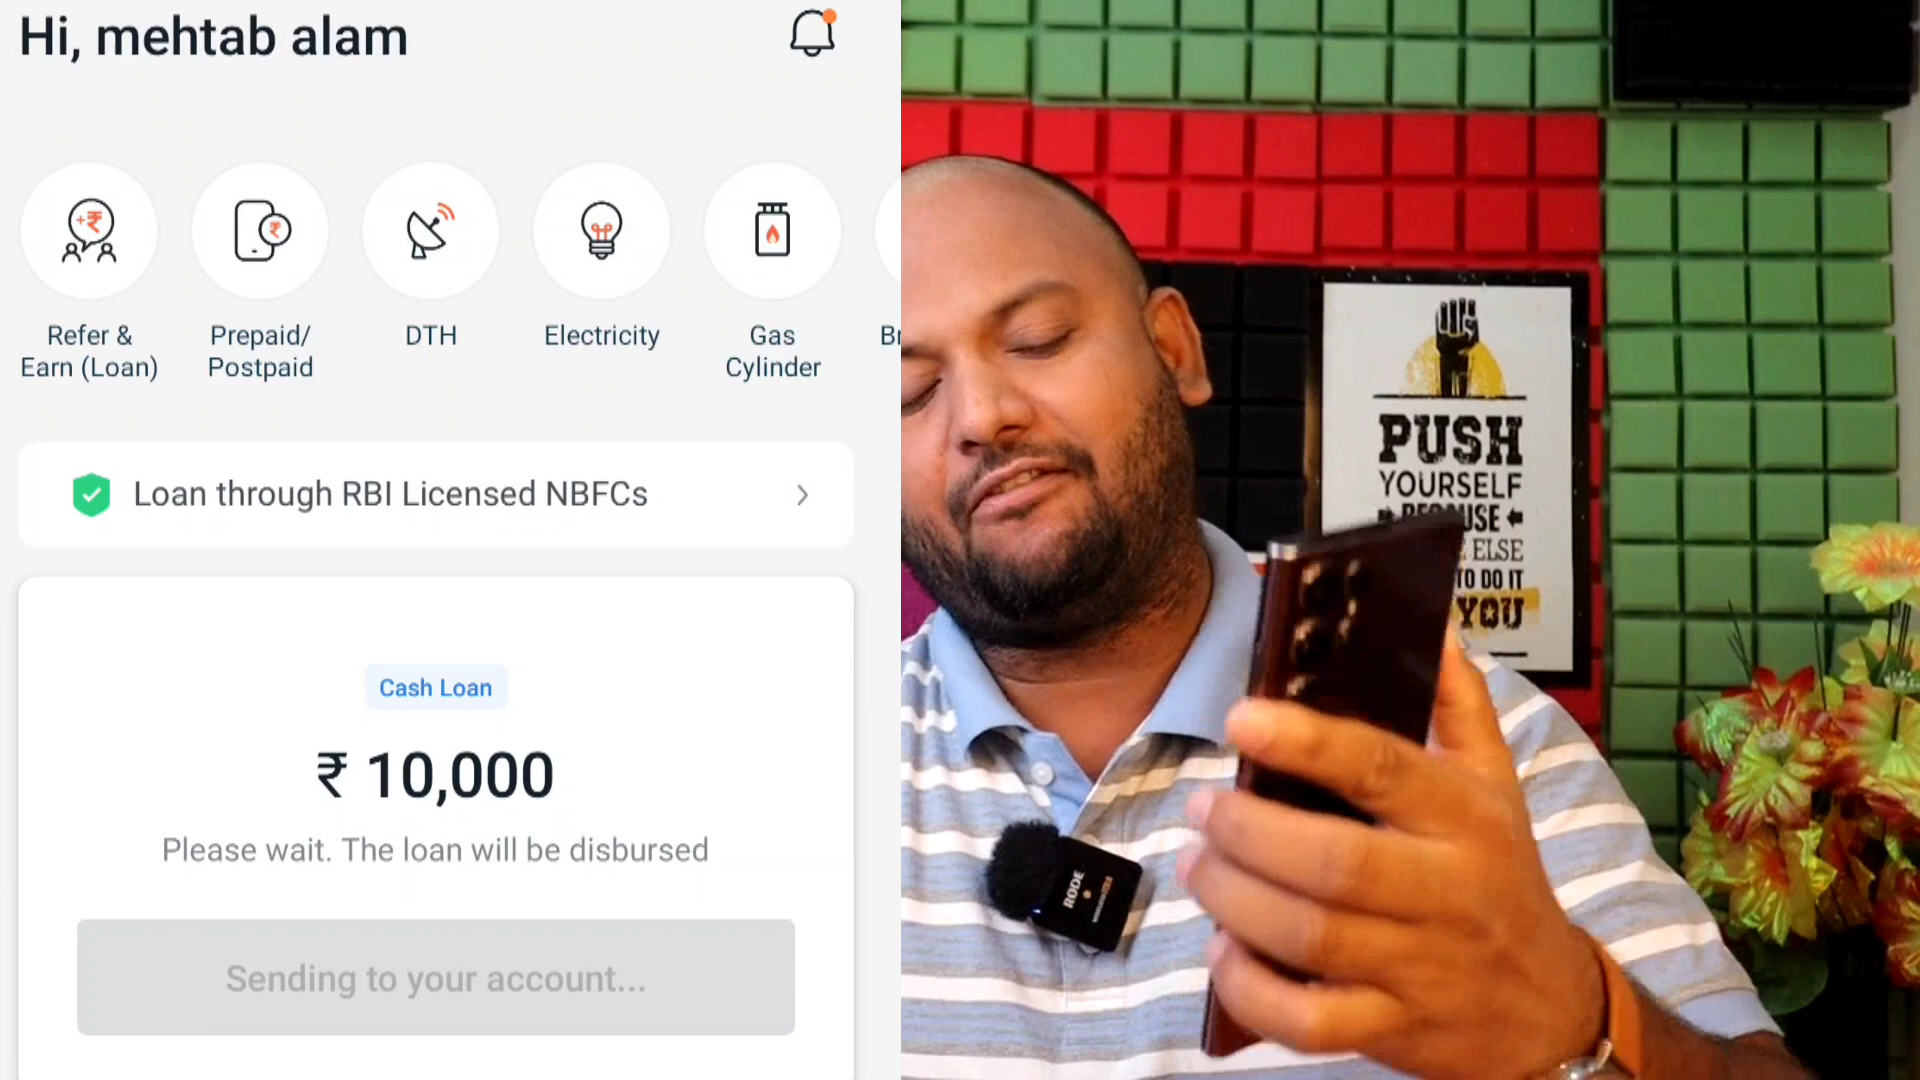 Hi, mehtab alam
Refer &
Earn (Loan)
Prepaid/
Postpaid
DTH
Electricity
Gas
Cylinder
Loan through RBI Licensed NBFCs
Cash Loan
₹ 10,000
Please wait. The loan will be disbursed
Sending to your account...
PUSH
YOURSELF
ELSE
TO DO IT
YOU
RODE